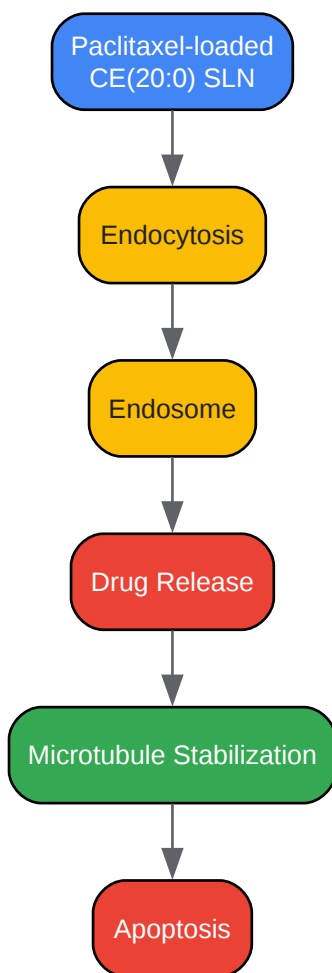 Paclitaxel-loaded
CE(20:0) SLN
Endocytosis
Endosome
Drug Release
Microtubule Stabilization
Apoptosis